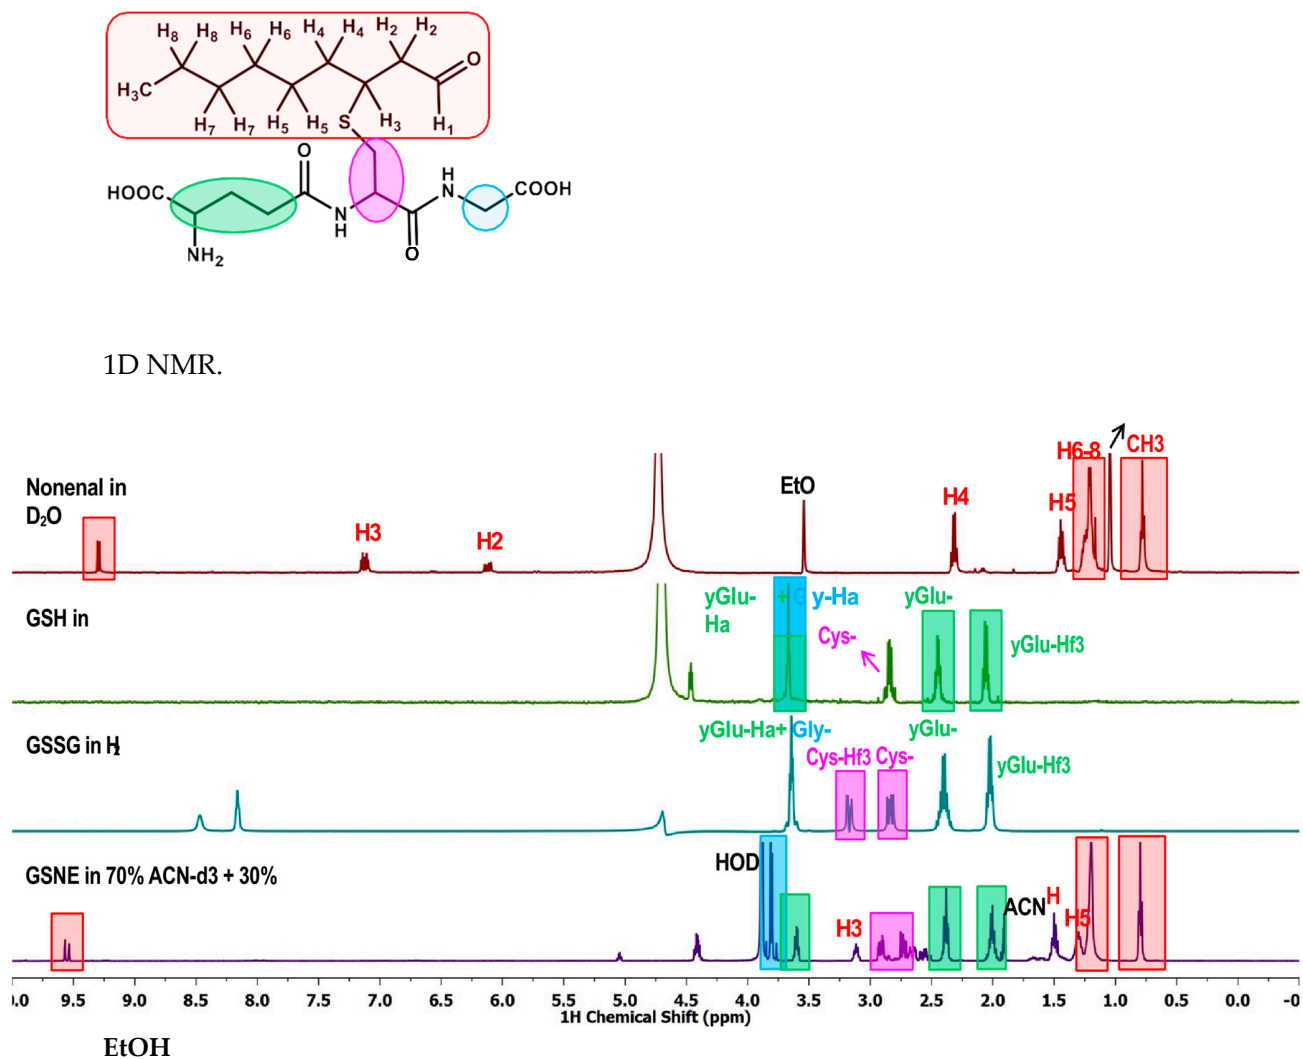 H₈ H₈ H₆ H₆ H₄ H₄ H₂ H₂
O
H₃C
H₇ H₇ H₅ H₅ S H₃ H₁
O H
HOOC N COOH
N
H
NH₂ O
1D NMR.
H6-8 CH3
Nonenal in
D₂O
EtO
H3
H2
H4
H5
yGlu-
Ha
+ G y-Ha
yGlu-
GSH in
Cys-
yGlu-Hf3
yGlu-Ha+ Gly-
yGlu-
GSSG in H₂
Cys-Hf3 Cys-
yGlu-Hf3
HOD
GSNE in 70% ACN-d3 + 30%
ACN H
H3
H5
0.0 9.5 9.0 8.5 8.0 7.5 7.0 6.5 6.0 5.5 5.0 4.5 4.0 3.5 3.0 2.5 2.0 1.5 1.0 0.5 0.0 -0
1H Chemical Shift (ppm)
EtOH